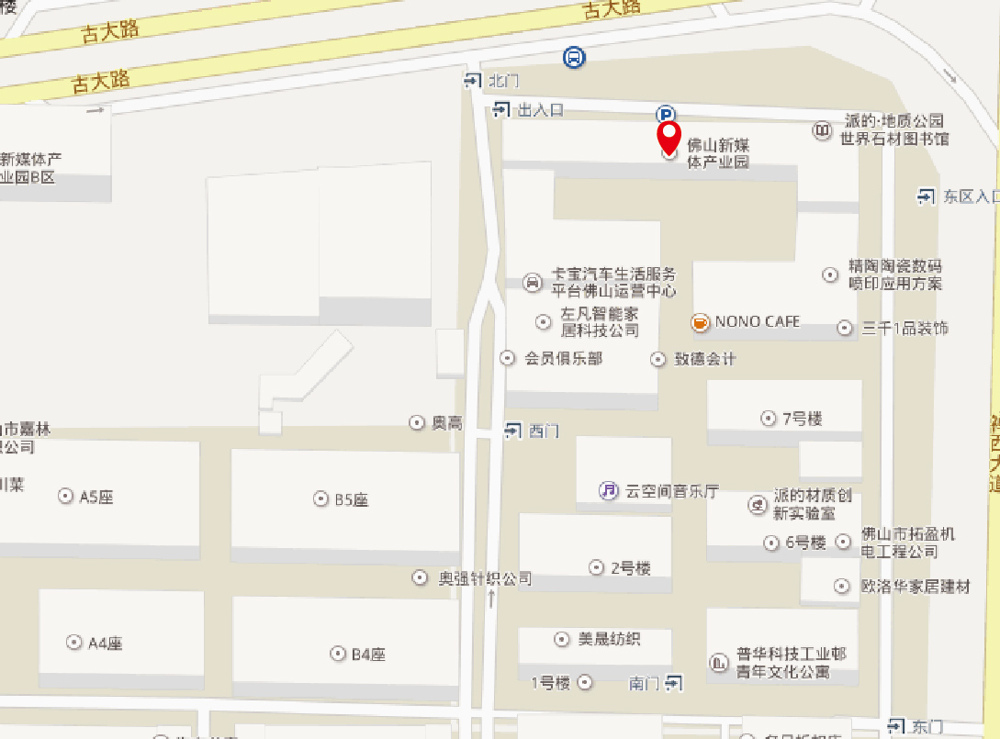 楼
古大路
古大路
古大路
北门
出入口
P
派的·地质公园
世界石材图书馆
佛山新媒
体产业园
新媒体产
业园B区
东区入口
精陶陶瓷数码
喷印应用方案
卡宝汽车生活服务
平台佛山运营中心
左凡智能家
居科技公司
NONO CAFE
三千1品装饰
会员俱乐部
致德会计
7号楼
奥高
西门
山市嘉林
公司
川菜
A5座
B5座
云空间音乐厅
派的材质创
新实验室
6号楼
佛山市拓盈机
电工程公司
2号楼
奥强针织公司
欧洛华家居建材
A4座
B4座
美晟纺织
普华科技工业邨
青年文化公寓
1号楼
南门
西大道
东门